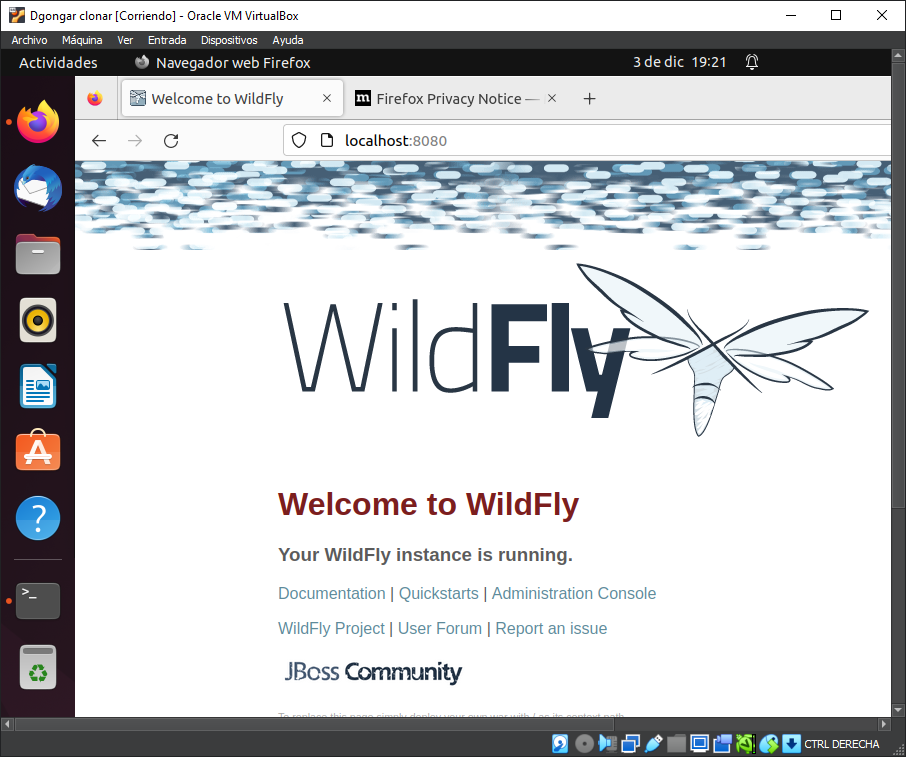 Dgongar clonar [Corriendo] - Oracle VM VirtualBox
Archivo Máquina Ver Entrada Dispositivos Ayuda
Actividades Navegador web Firefox 3 de dic 19:21
Welcome to WildFly
Firefox Privacy Notice —
localhost:8080
WildFly
Welcome to WildFly
Your WildFly instance is running.
Documentation | Quickstarts | Administration Console
WildFly Project | User Forum | Report an issue
JBoss Community
To replace this page simply deploy your own war with / as its context path.
CTRL DERECHA